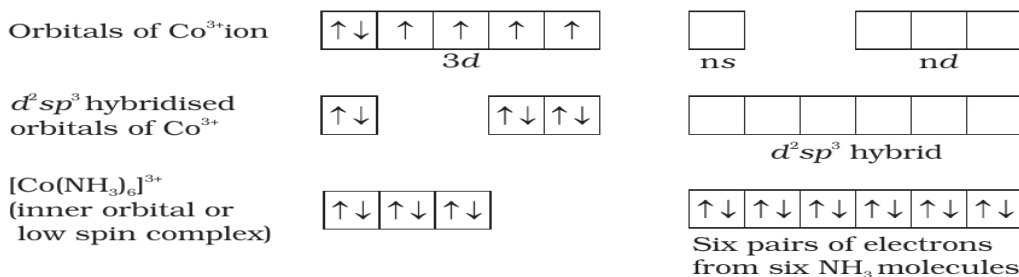 Orbitals of Co³⁺ion
↑↓ ↑ ↑ ↑ ↑
3d
ns
nd
d²sp³ hybridised
orbitals of Co³⁺
↑↓ ↑↓ ↑↓
d²sp³ hybrid
[Co(NH₃)₆]³⁺
(inner orbital or
low spin complex)
↑↓ ↑↓ ↑↓
↑↓ ↑↓ ↑↓ ↑↓ ↑↓ ↑↓
Six pairs of electrons
from six NH₃ molecules